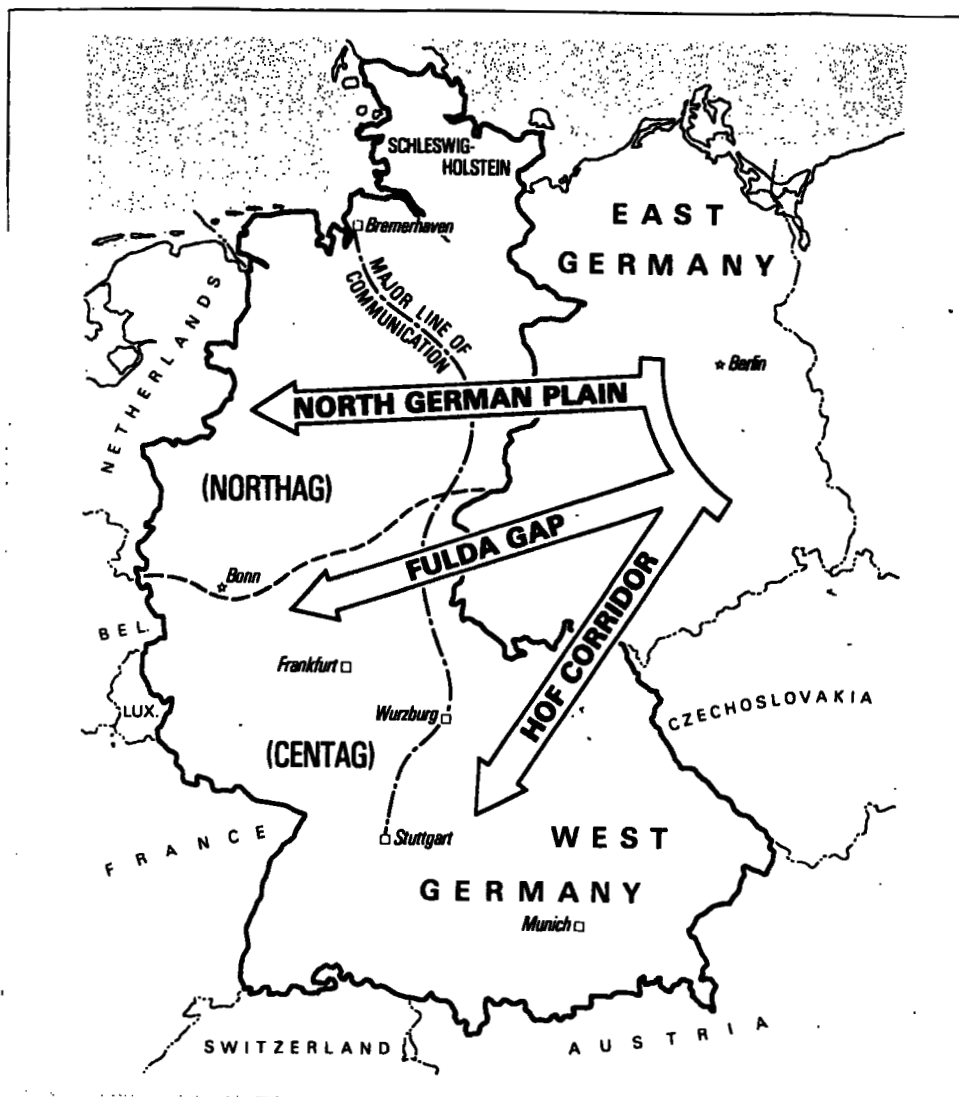 SCHLESWIG-
HOLSTEIN
Bremerhaven
EAST
GERMANY
MAJOR LINE OF
COMMUNICATION
NETHERLANDS
Berlin
NORTH GERMAN PLAIN
(NORTHAG)
FULDA GAP
Bonn
HOF CORRIDOR
BEL.
Frankfurt
LUX.
Wurzburg
CZECHOSLOVAKIA
(CENTAG)
Stuttgart
FRANCE
WEST
GERMANY
Munich
SWITZERLAND
AUSTRIA